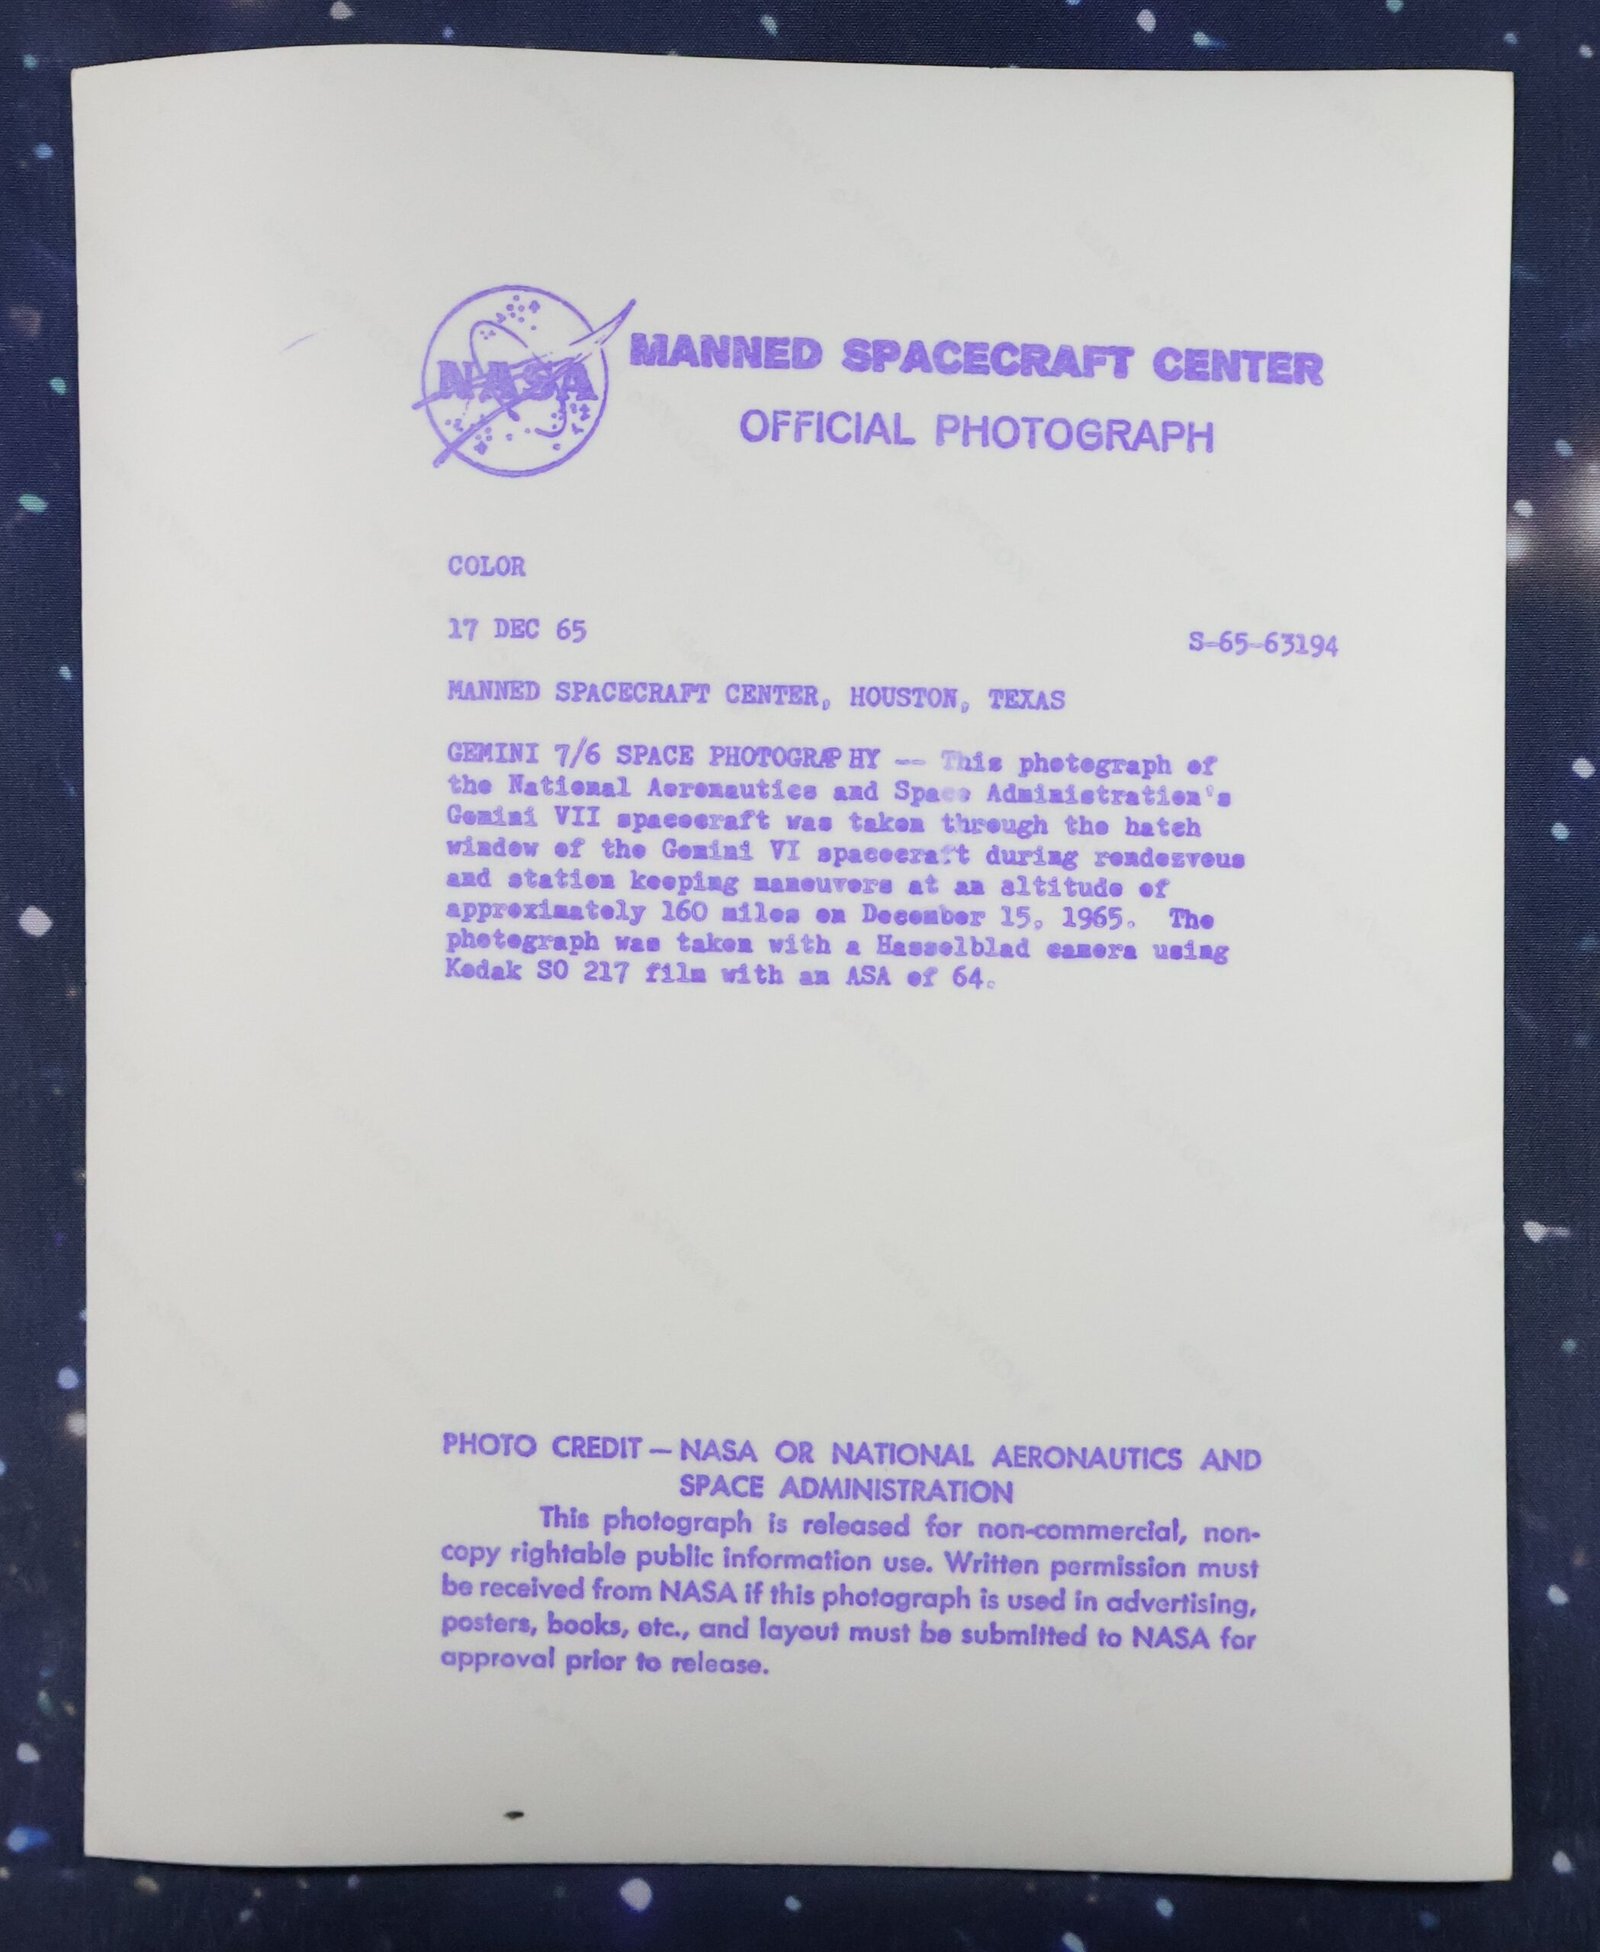 NASA
MANNED SPACECRAFT CENTER
OFFICIAL PHOTOGRAPH
COLOR
17 DEC 65
S-65-63194
MANNED SPACECRAFT CENTER, HOUSTON, TEXAS
GEMINI 7/6 SPACE PHOTOGRAPHY -- This photograph of
the National Aeronautics and Space Administration's
Gemini VII spacecraft was taken through the hatch
window of the Gemini VI spacecraft during rendezvous
and station keeping maneuvers at an altitude of
approximately 160 miles on December 15, 1965. The
photograph was taken with a Hasselblad camera using
Kodak SO 217 film with an ASA of 64.
PHOTO CREDIT — NASA OR NATIONAL AERONAUTICS AND
SPACE ADMINISTRATION
This photograph is released for non-commercial, non-
copy rightable public information use. Written permission must
be received from NASA if this photograph is used in advertising,
posters, books, etc., and layout must be submitted to NASA for
approval prior to release.